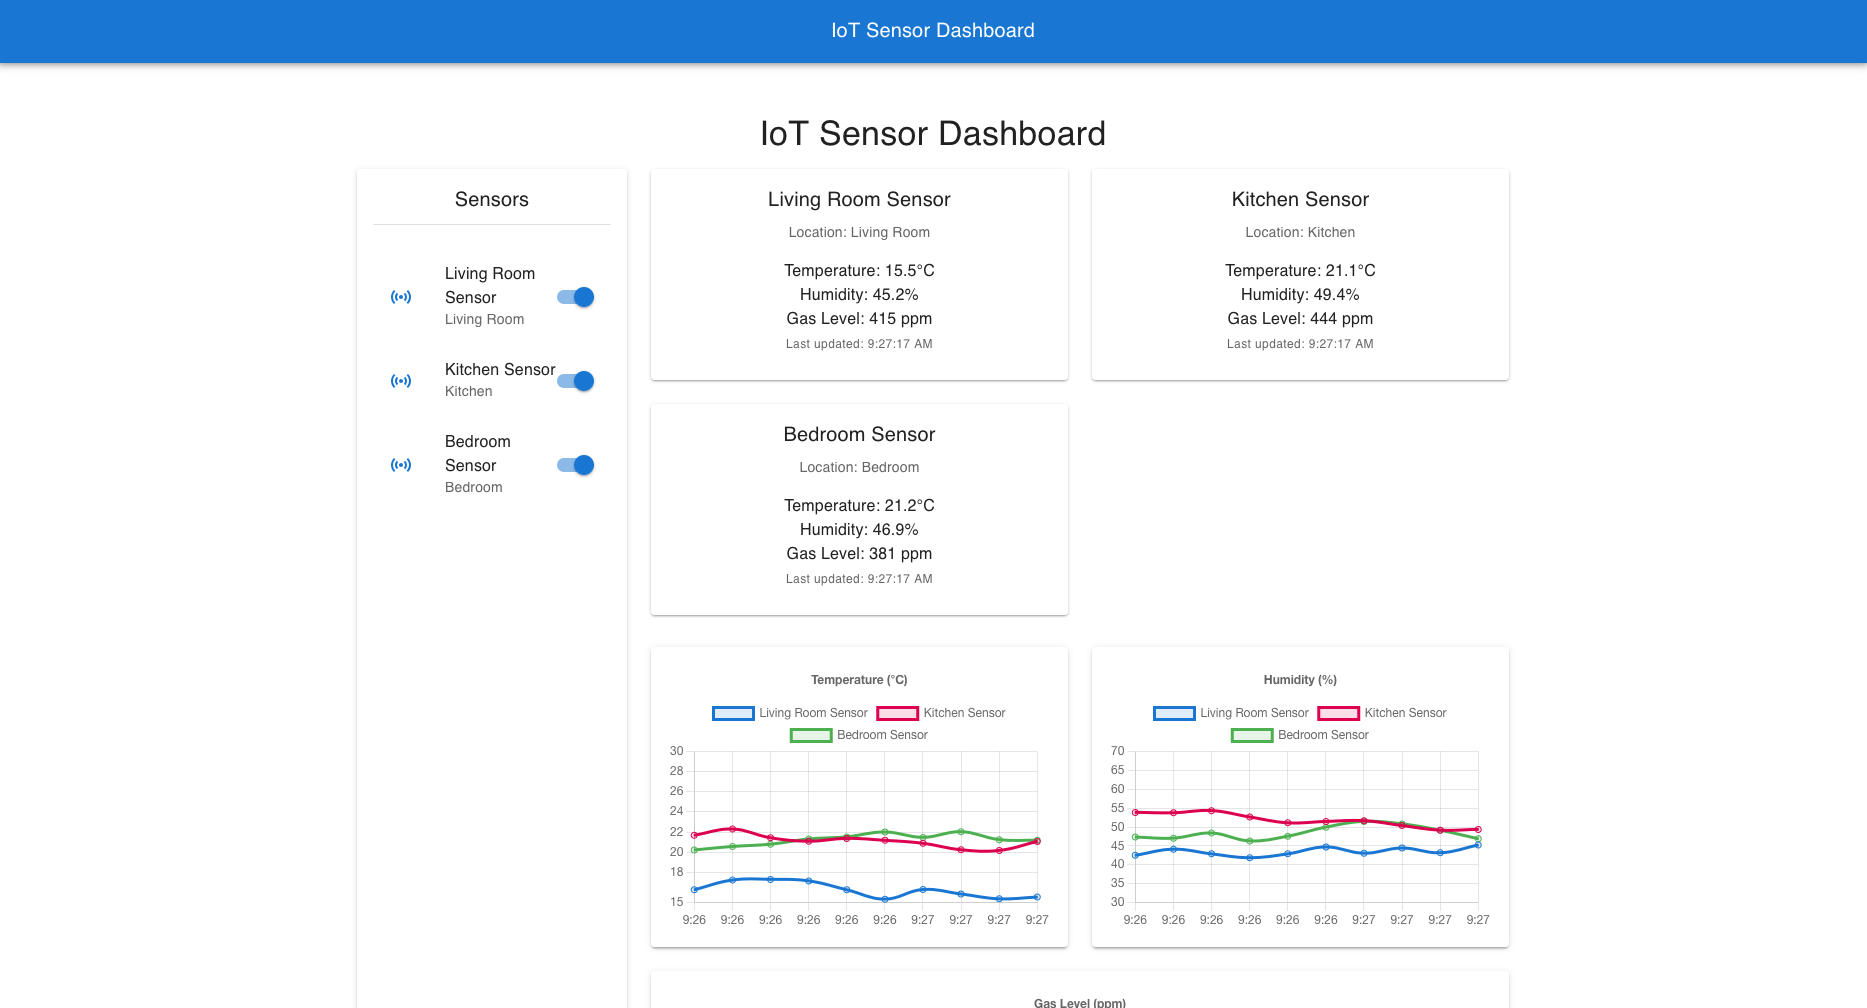 IoT Sensor Dashboard
IoT Sensor Dashboard
Sensors
Living Room
Sensor
Living Room
Kitchen Sensor
Kitchen
Bedroom
Sensor
Bedroom
Living Room Sensor
Location: Living Room
Temperature: 15.5°C
Humidity: 45.2%
Gas Level: 415 ppm
Last updated: 9:27:17 AM
Kitchen Sensor
Location: Kitchen
Temperature: 21.1°C
Humidity: 49.4%
Gas Level: 444 ppm
Last updated: 9:27:17 AM
Bedroom Sensor
Location: Bedroom
Temperature: 21.2°C
Humidity: 46.9%
Gas Level: 381 ppm
Last updated: 9:27:17 AM
Temperature (°C)
Living Room Sensor Kitchen Sensor
Bedroom Sensor
30
28
26
24
22
20
18
15
9:26 9:26 9:26 9:26 9:26 9:26 9:27 9:27 9:27 9:27
Humidity (%)
Living Room Sensor Kitchen Sensor
Bedroom Sensor
70
65
60
55
50
45
40
35
30
9:26 9:26 9:26 9:26 9:26 9:26 9:27 9:27 9:27 9:27
Gas Level (ppm)